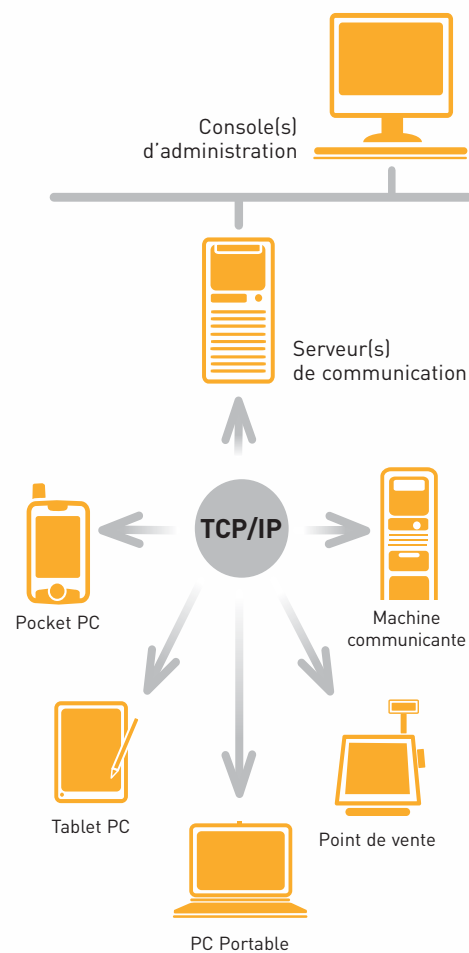 Console(s)
d'administration
Serveur(s)
de communication
TCP/IP
Pocket PC
Machine
communicante
Tablet PC
Point de vente
PC Portable